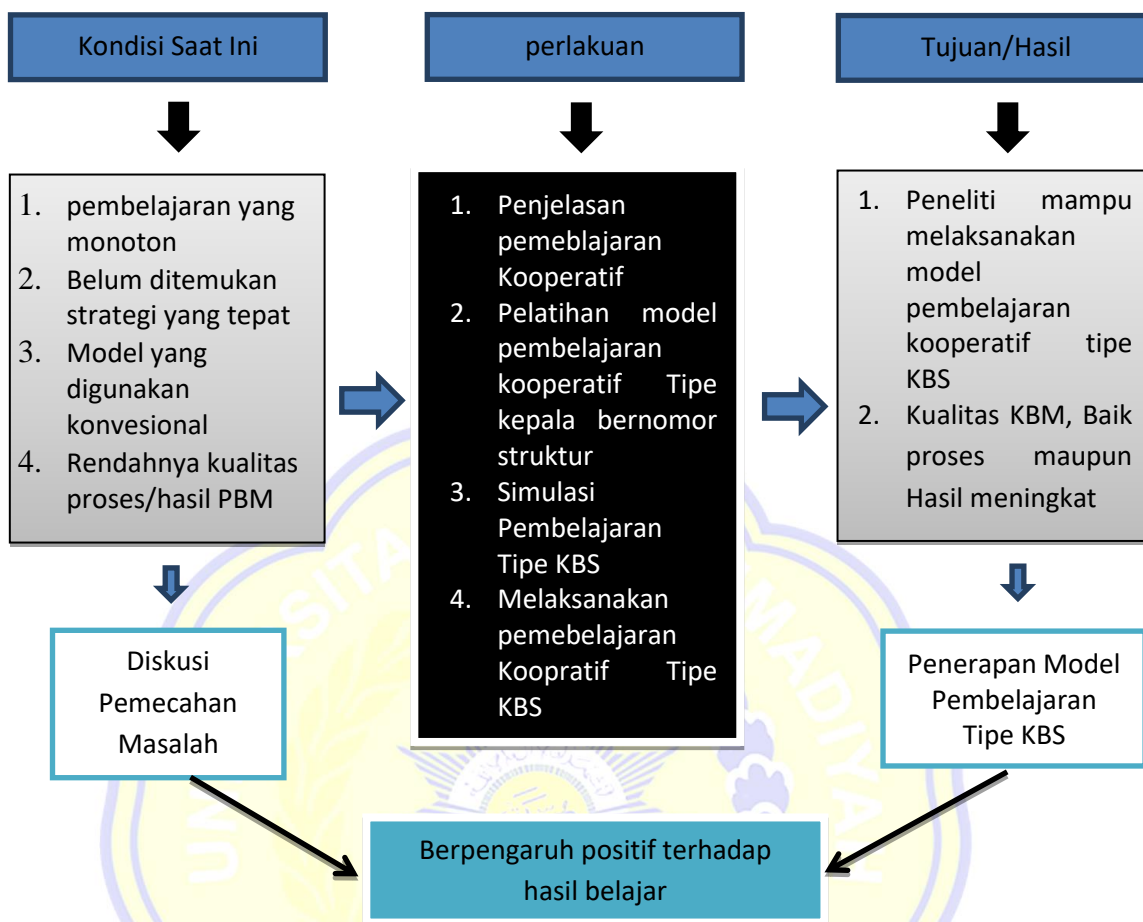 Kondisi Saat Ini
perlakuan
Tujuan/Hasil
1. pembelajaran yang
monoton
2. Belum ditemukan
strategi yang tepat
3. Model yang
digunakan
konvesional
4. Rendahnya kualitas
proses/hasil PBM
1. Penjelasan
pemeblajaran
Kooperatif
2. Pelatihan model
pembelajaran
kooperatif Tipe
kepala bernomor
struktur
3. Simulasi
Pembelajaran
Tipe KBS
4. Melaksanakan
pemebelajaran
Koopratif Tipe
KBS
1. Peneliti mampu
melaksanakan
model
pembelajaran
kooperatif tipe
KBS
2. Kualitas KBM, Baik
proses maupun
Hasil meningkat
Diskusi
Pemecahan
Masalah
Penerapan Model
Pembelajaran
Tipe KBS
Berpengaruh positif terhadap
hasil belajar